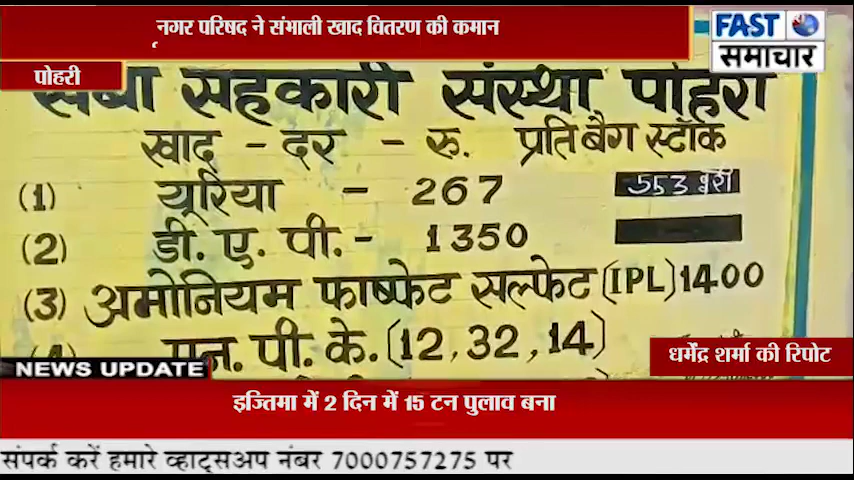 नगर परिषद ने संभाली खाद वितरण की कमान
FAST
समाचार
पोहरी
सहकारी संस्था पोहरी
खाद - दर - रु. प्रति बैग स्टॉक
(1) यूरिया - 267 553
(2) डी. ए. पी. - 1350
(3) अमोनियम फाष्फेट सल्फेट (IPL) 1400
एन. पी. के. (12, 32, 14)
धर्मेंद्र शर्मा की रिपोट
NEWS UPDATE
इज्तिमा में 2 दिन में 15 टन पुलाव बना
संपर्क करें हमारे व्हाट्सअप नंबर 7000757275 पर